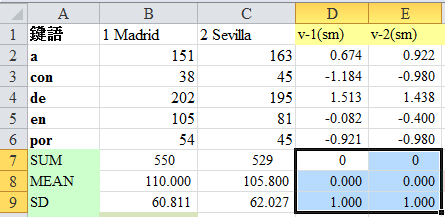 A B C D E
1 鍵語 1 Madrid 2 Sevilla v-1(sm) v-2(sm)
2 a 151 163 0.674 0.922
3 con 38 45 -1.184 -0.980
4 de 202 195 1.513 1.438
5 en 105 81 -0.082 -0.400
6 por 54 45 -0.921 -0.980
7 SUM 550 529 0 0
8 MEAN 110.000 105.800 0.000 0.000
9 SD 60.811 62.027 1.000 1.000